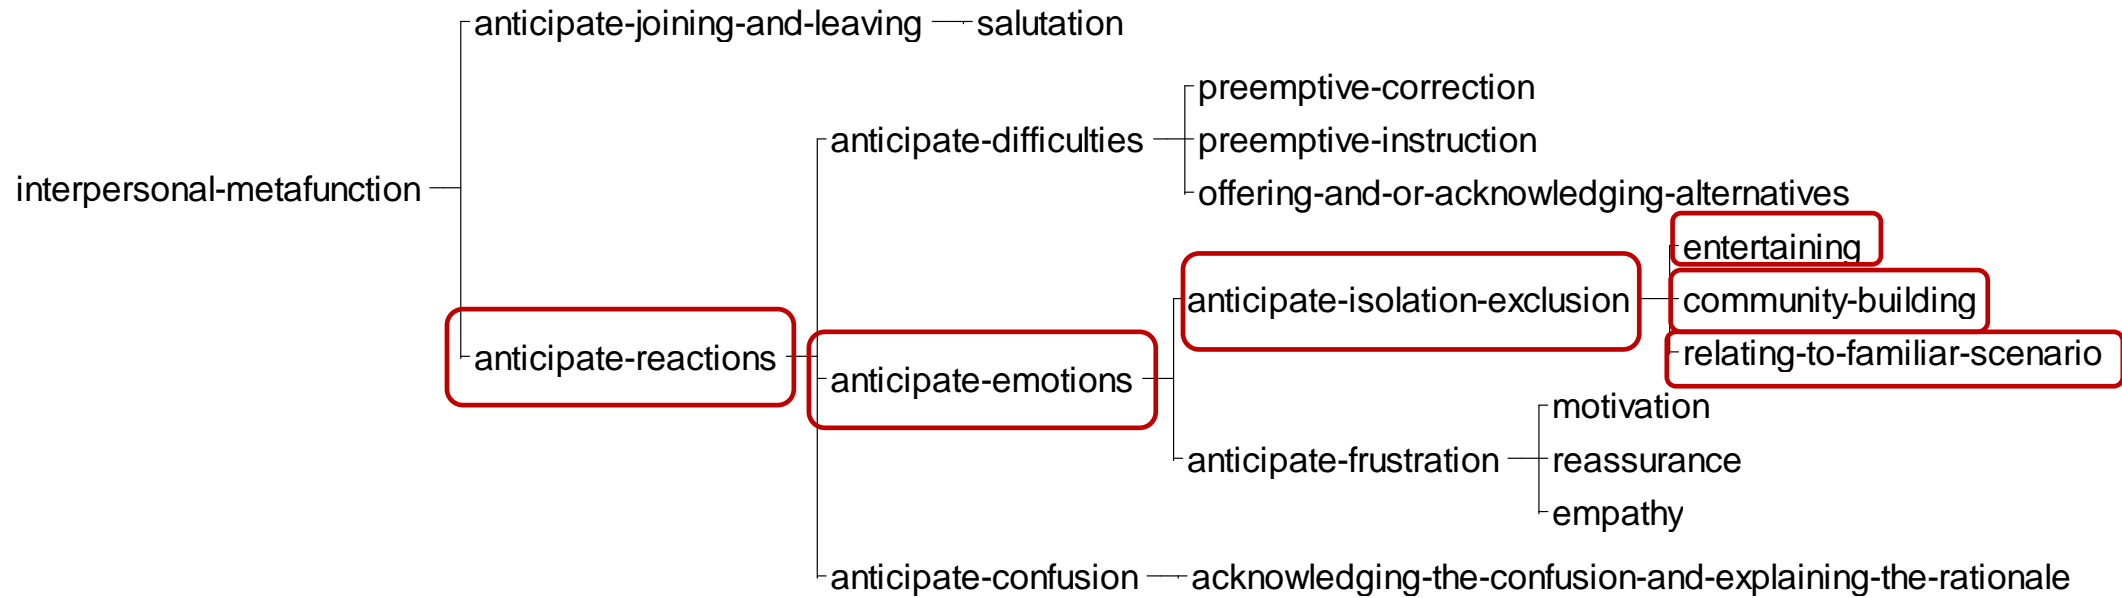 anticipate-joining-and-leaving
salutation
preemptive-correction
anticipate-difficulties
preemptive-instruction
interpersonal-metafunction
offering-and-or-acknowledging-alternatives
entertaining
anticipate-isolation-exclusion
community-building
anticipate-reactions
relating-to-familiar-scenario
anticipate-emotions
motivation
anticipate-frustration
reassurance
empathy
anticipate-confusion
acknowledging-the-confusion-and-explaining-the-rationale